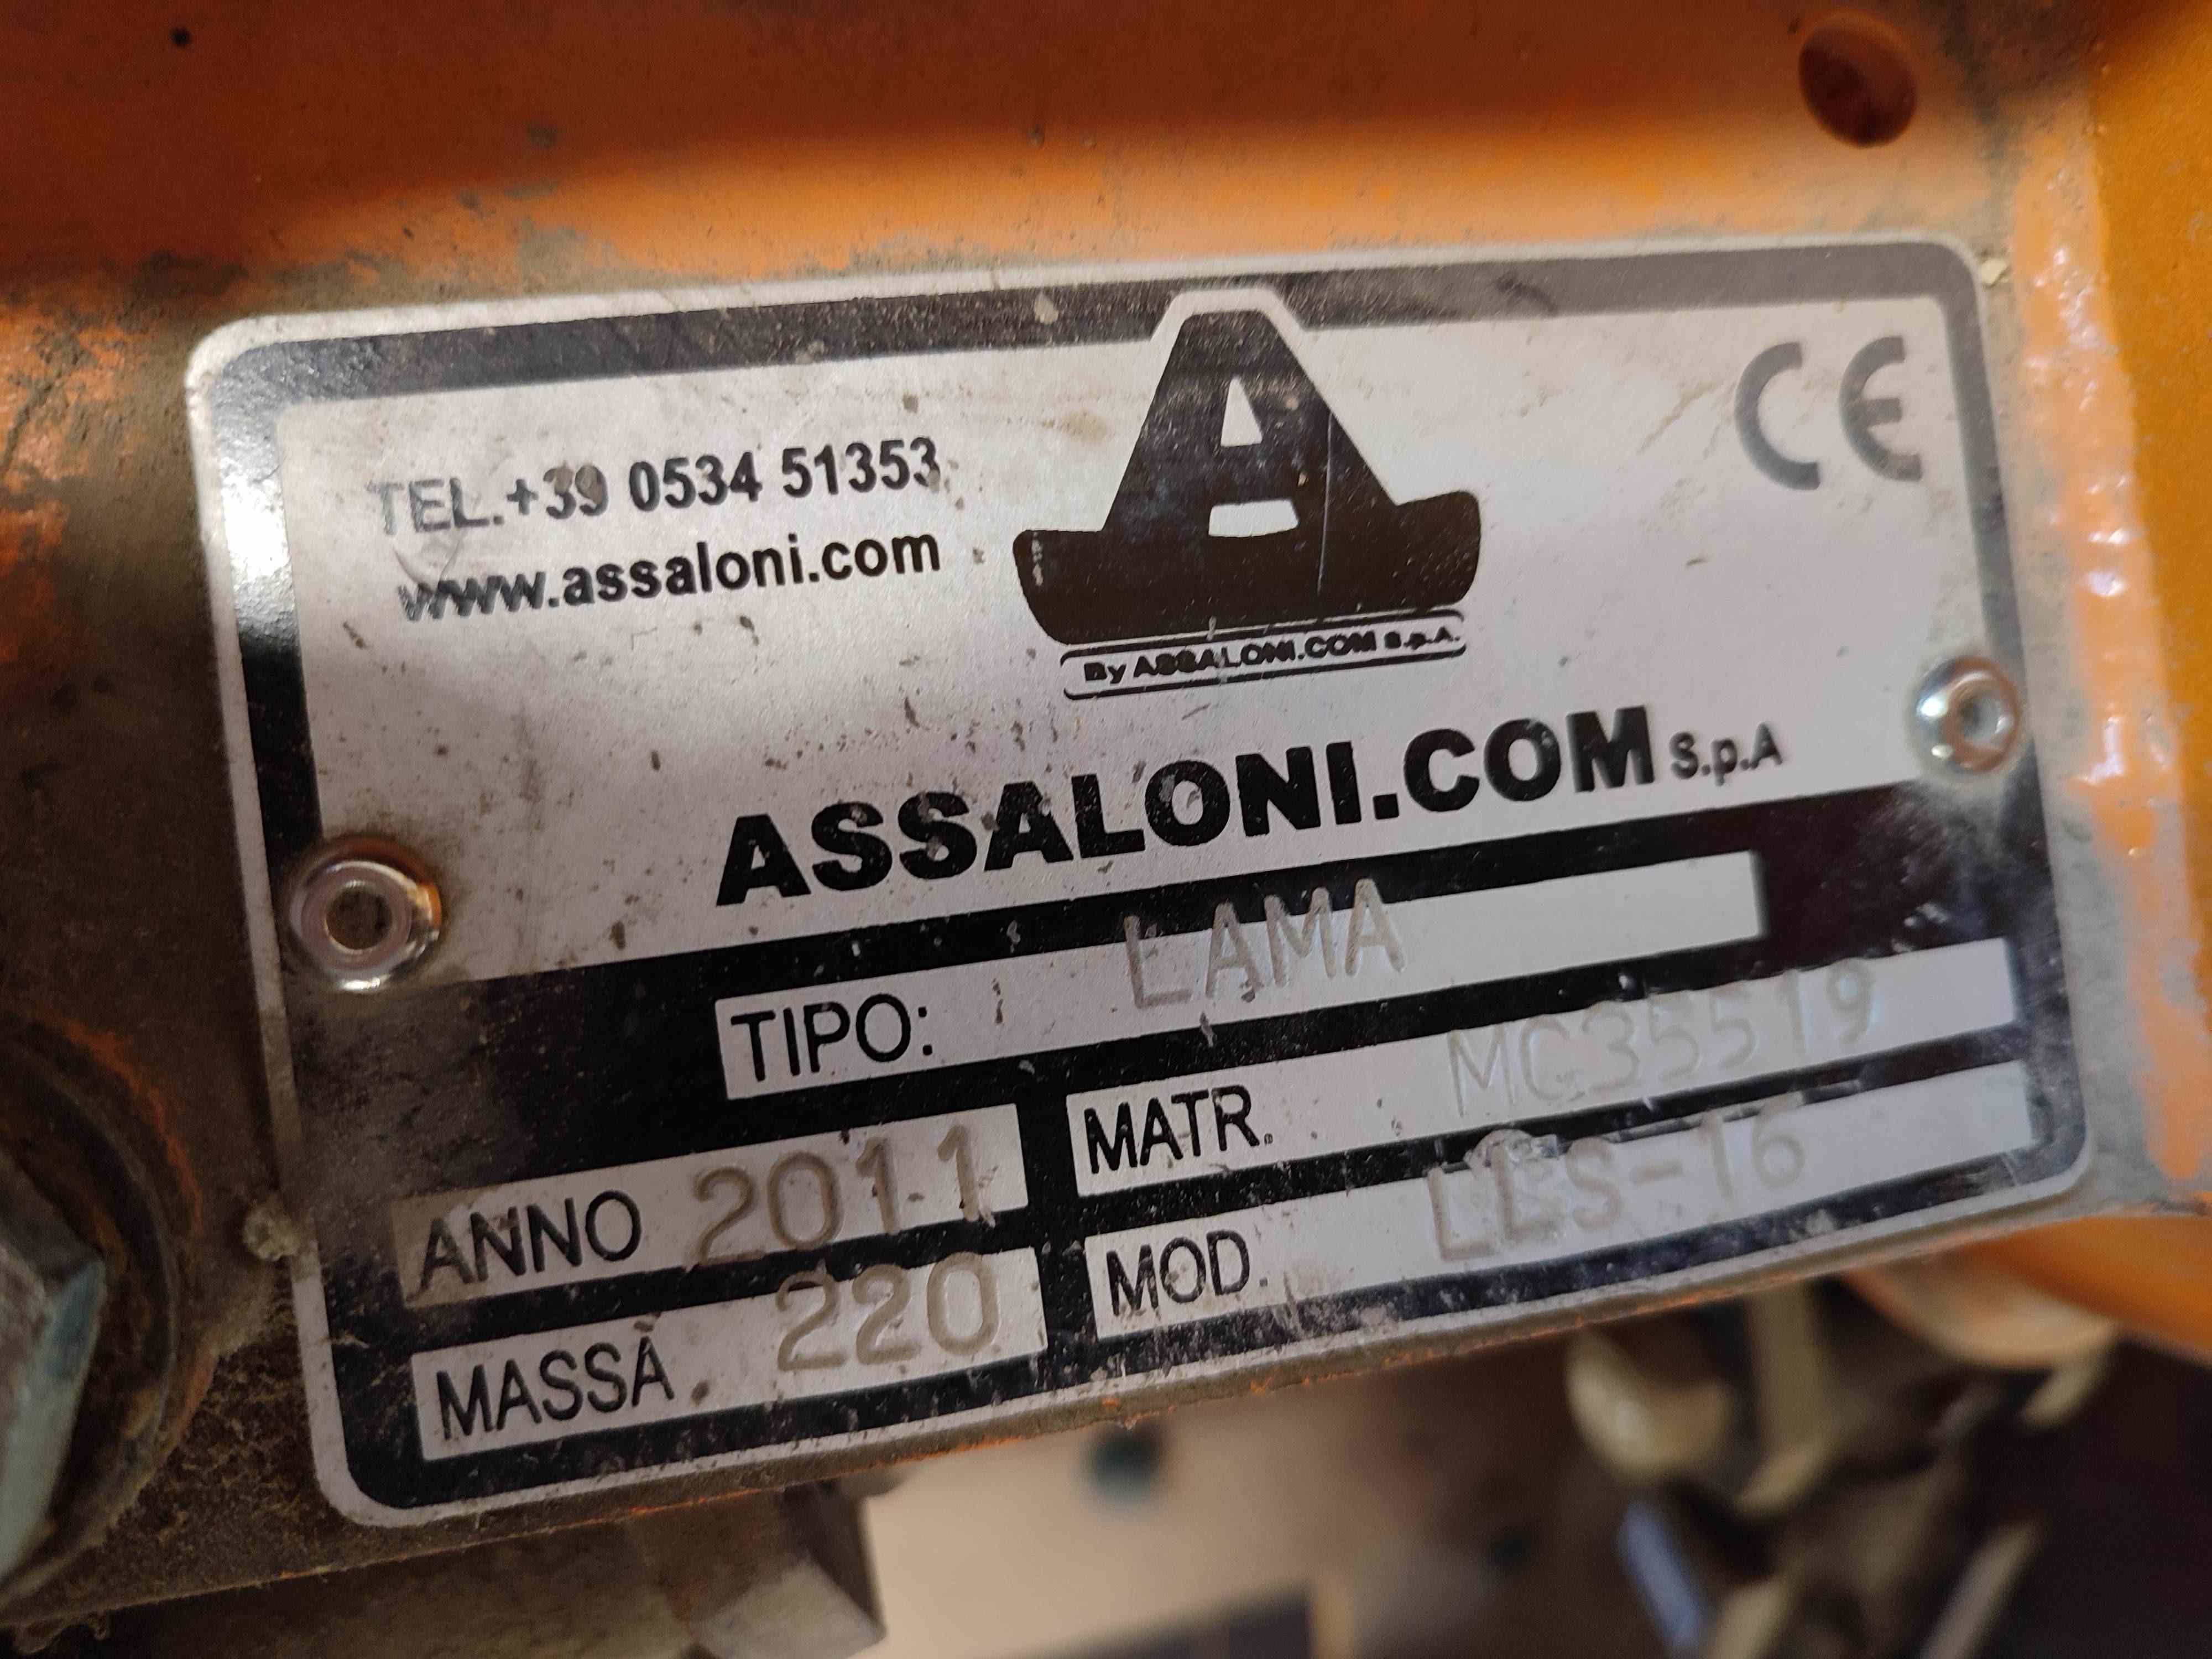 TEL.+39 0534 51353
www.assaloni.com
CE
By ASSALONI.COM S.p.A.
ASSALONI.COM S.p.A
TIPO: LAMA
MATR. MC35519
ANNO 2011
MOD. LLS-16
MASSA 220